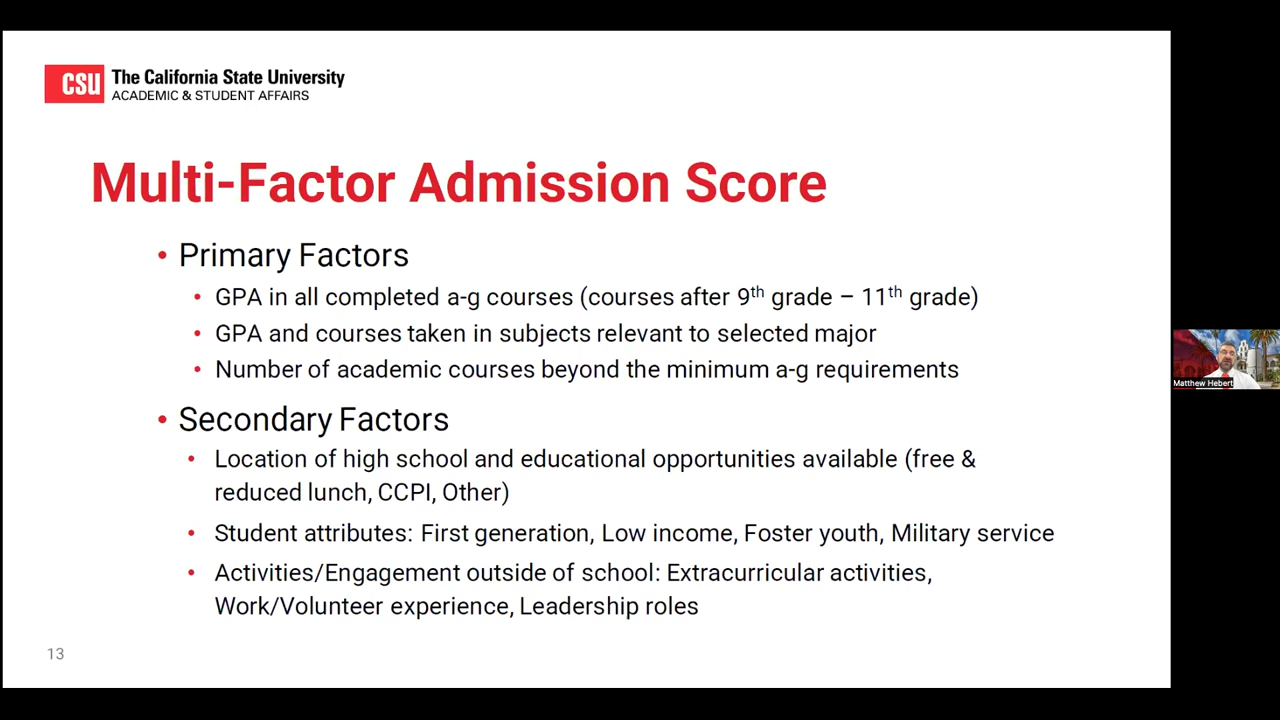 CSU The California State University
ACADEMIC & STUDENT AFFAIRS
Multi-Factor Admission Score
• Primary Factors
• GPA in all completed a-g courses (courses after 9th grade – 11th grade)
• GPA and courses taken in subjects relevant to selected major
• Number of academic courses beyond the minimum a-g requirements
• Secondary Factors
• Location of high school and educational opportunities available (free &
reduced lunch, CCPI, Other)
• Student attributes: First generation, Low income, Foster youth, Military service
• Activities/Engagement outside of school: Extracurricular activities,
Work/Volunteer experience, Leadership roles
13
Matthew Hebert